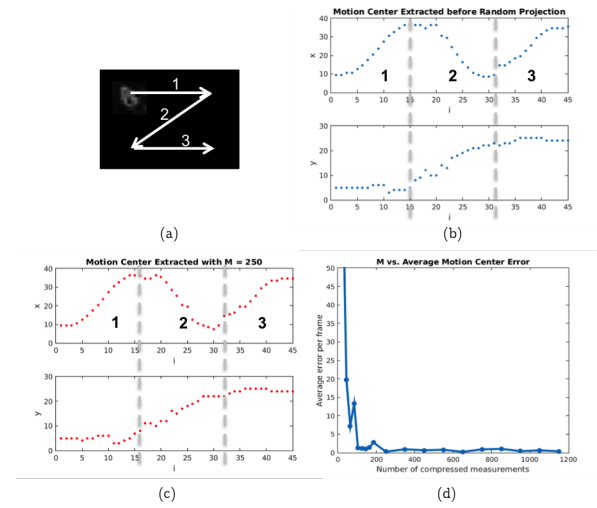 1
2
3
(a)
Motion Center Extracted before Random Projection
40
30
20
10
0
x
1 2 3
0 5 10 15 20 25 30 35 40 45
i
30
20
10
0
y
0 5 10 15 20 25 30 35 40 45
i
(b)
Motion Center Extracted with M = 250
40
30
20
10
0
x
1 2 3
0 5 10 15 20 25 30 35 40 45
i
30
20
10
0
y
0 5 10 15 20 25 30 35 40 45
i
(c)
M vs. Average Motion Center Error
50
45
40
35
30
25
20
15
10
5
0
Average error per frame
0 200 400 600 800 1000 1200
Number of compressed measurements
(d)